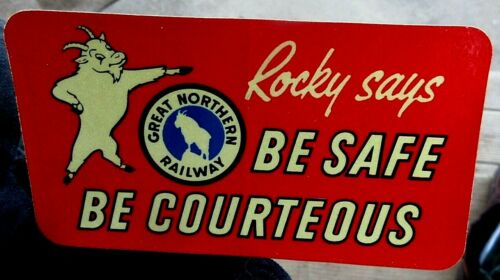 Rocky says
GREAT NORTHERN
RAILWAY
BE SAFE
BE COURTEOUS